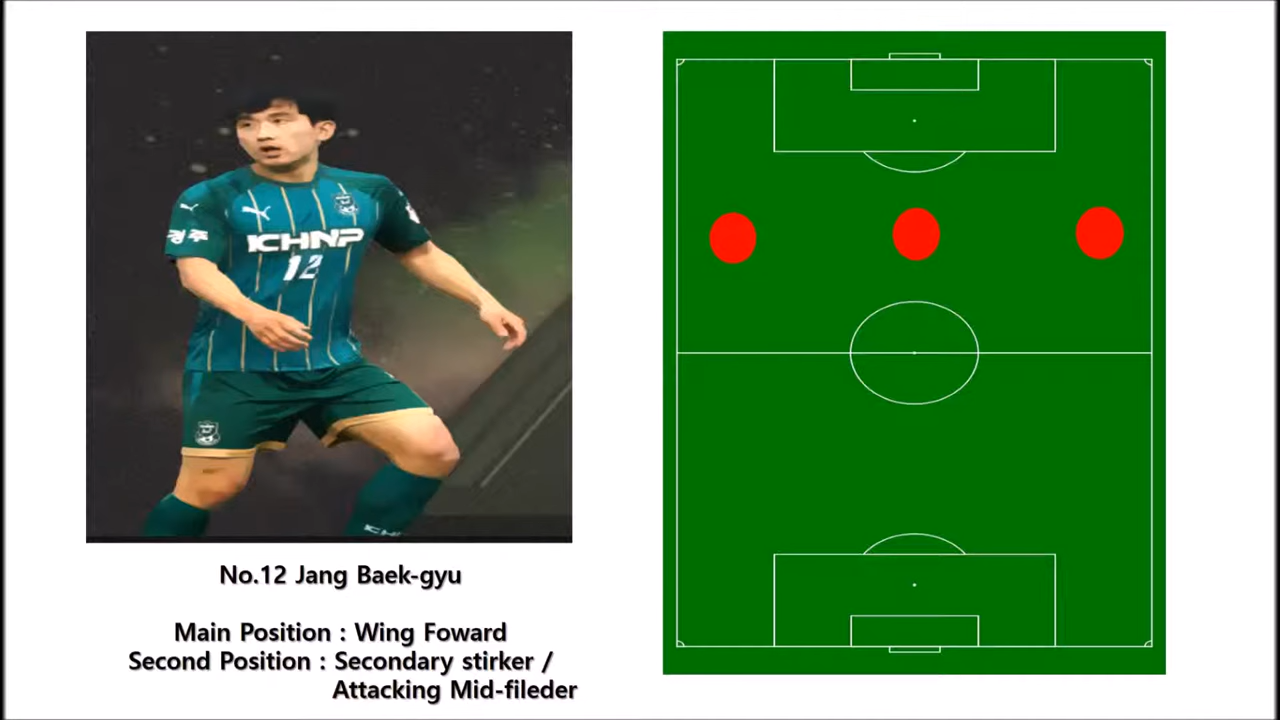 경주
KHNP
12
No.12 Jang Baek-gyu
Main Position : Wing Foward
Second Position : Secondary stirker /
Attacking Mid-fileder